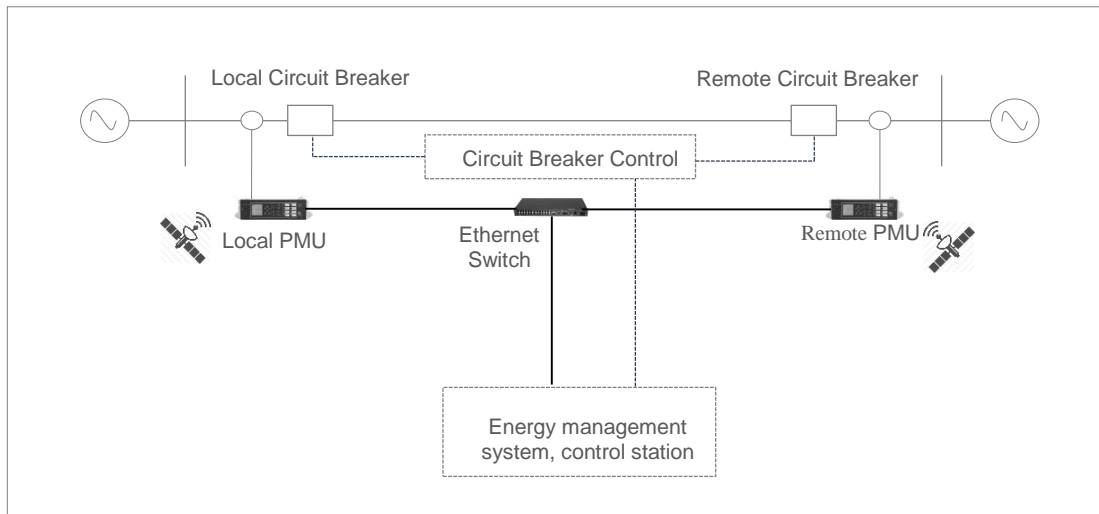 Local Circuit Breaker
Remote Circuit Breaker
Circuit Breaker Control
Local PMU
Ethernet
Switch
Remote PMU
Energy management
system, control station